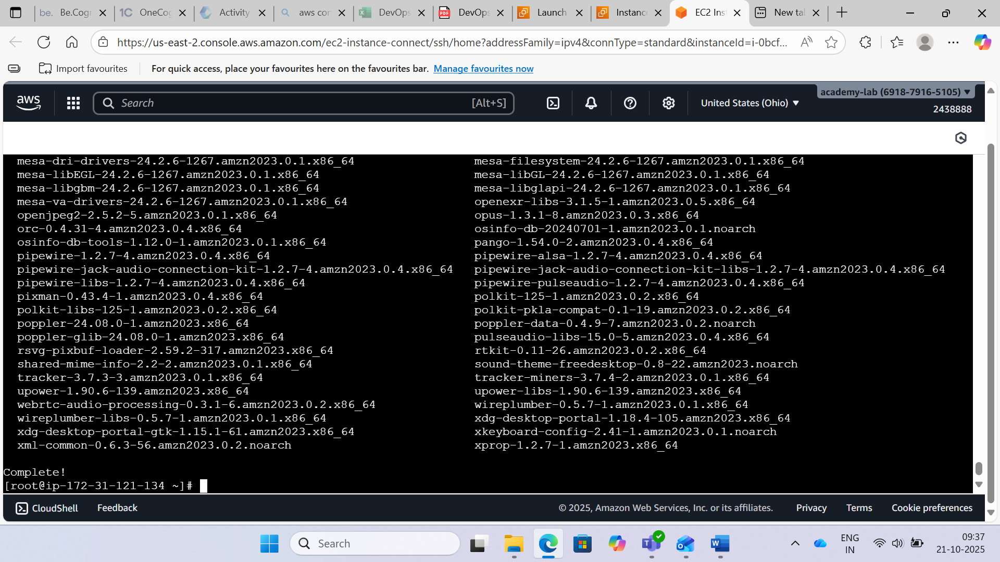 be. Be.Cogr
1C OneCog
Activity
aws con
DevOps
PDF DevOps
Launch
Instance
EC2 Inst
New tab
https://us-east-2.console.aws.amazon.com/ec2-instance-connect/ssh/home?addressFamily=ipv4&connType=standard&instanceId=i-0bcf...
Import favourites
For quick access, place your favourites here on the favourites bar. Manage favourites now
aws
Search [Alt+S]
United States (Ohio)
academy-lab (6918-7916-5105)
2438888
mesa-dri-drivers-24.2.6-1267.amzn2023.0.1.x86_64 mesa-filesystem-24.2.6-1267.amzn2023.0.1.x86_64
mesa-libEGL-24.2.6-1267.amzn2023.0.1.x86_64 mesa-libGL-24.2.6-1267.amzn2023.0.1.x86_64
mesa-libgbm-24.2.6-1267.amzn2023.0.1.x86_64 mesa-libglapi-24.2.6-1267.amzn2023.0.1.x86_64
mesa-va-drivers-24.2.6-1267.amzn2023.0.1.x86_64 openexr-libs-3.1.5-1.amzn2023.0.5.x86_64
openjpeg2-2.5.2-5.amzn2023.0.1.x86_64 opus-1.3.1-8.amzn2023.0.3.x86_64
orc-0.4.31-4.amzn2023.0.4.x86_64 osinfo-db-20240701-1.amzn2023.0.1.noarch
osinfo-db-tools-1.12.0-1.amzn2023.0.1.x86_64 pango-1.54.0-2.amzn2023.0.4.x86_64
pipewire-1.2.7-4.amzn2023.0.4.x86_64 pipewire-alsa-1.2.7-4.amzn2023.0.4.x86_64
pipewire-jack-audio-connection-kit-1.2.7-4.amzn2023.0.4.x86_64 pipewire-jack-audio-connection-kit-libs-1.2.7-4.amzn2023.0.4.x86_64
pipewire-libs-1.2.7-4.amzn2023.0.4.x86_64 pipewire-pulseaudio-1.2.7-4.amzn2023.0.4.x86_64
pixman-0.43.4-1.amzn2023.0.4.x86_64 polkit-125-1.amzn2023.0.2.x86_64
polkit-libs-125-1.amzn2023.0.2.x86_64 polkit-pkla-compat-0.1-19.amzn2023.0.2.x86_64
poppler-24.08.0-1.amzn2023.x86_64 poppler-data-0.4.9-7.amzn2023.0.2.noarch
poppler-glib-24.08.0-1.amzn2023.x86_64 pulseaudio-libs-15.0-5.amzn2023.0.4.x86_64
rsvg-pixbuf-loader-2.59.2-317.amzn2023.x86_64 rtkit-0.11-26.amzn2023.0.2.x86_64
shared-mime-info-2.2-2.amzn2023.0.1.x86_64 sound-theme-freedesktop-0.8-22.amzn2023.noarch
tracker-3.7.3-3.amzn2023.0.1.x86_64 tracker-miners-3.7.4-2.amzn2023.0.1.x86_64
upower-1.90.6-139.amzn2023.x86_64 upower-libs-1.90.6-139.amzn2023.x86_64
webrtc-audio-processing-0.3.1-6.amzn2023.0.2.x86_64 wireplumber-0.5.7-1.amzn2023.0.1.x86_64
wireplumber-libs-0.5.7-1.amzn2023.0.1.x86_64 xdg-desktop-portal-1.18.4-105.amzn2023.x86_64
xdg-desktop-portal-gtk-1.15.1-61.amzn2023.x86_64 xkeyboard-config-2.41-1.amzn2023.0.1.noarch
xml-common-0.6.3-56.amzn2023.0.2.noarch xprop-1.2.7-1.amzn2023.x86_64
Complete!
[root@ip-172-31-121-134 ~]#
CloudShell Feedback © 2025, Amazon Web Services, Inc. or its affiliates. Privacy Terms Cookie preferences
Search
ENG
IN
09:37
21-10-2025